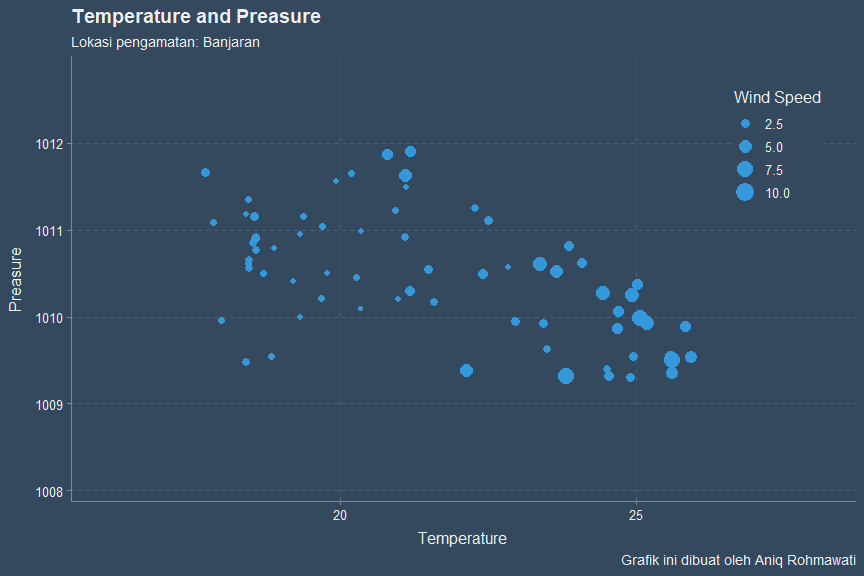 Temperature and Preasure
Lokasi pengamatan: Banjaran
Wind Speed
2.5
5.0
7.5
10.0
1012
1011
1010
1009
1008
Preasure
20 25
Temperature
Grafik ini dibuat oleh Aniq Rohmawati